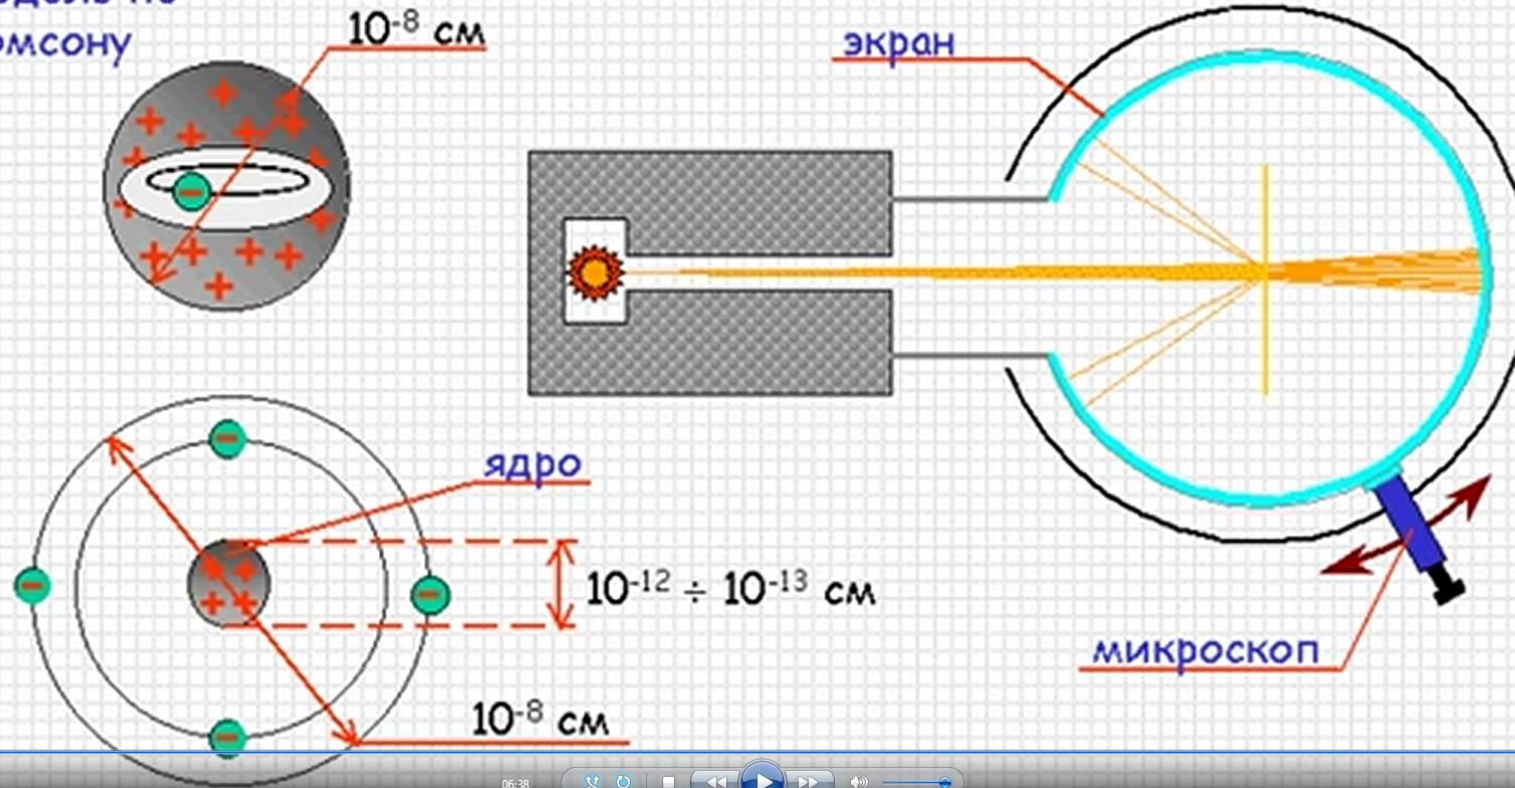 омсону
10⁻⁸ см
экран
ядро
10⁻¹² ÷ 10⁻¹³ см
10⁻⁸ см
микроскоп
06:38